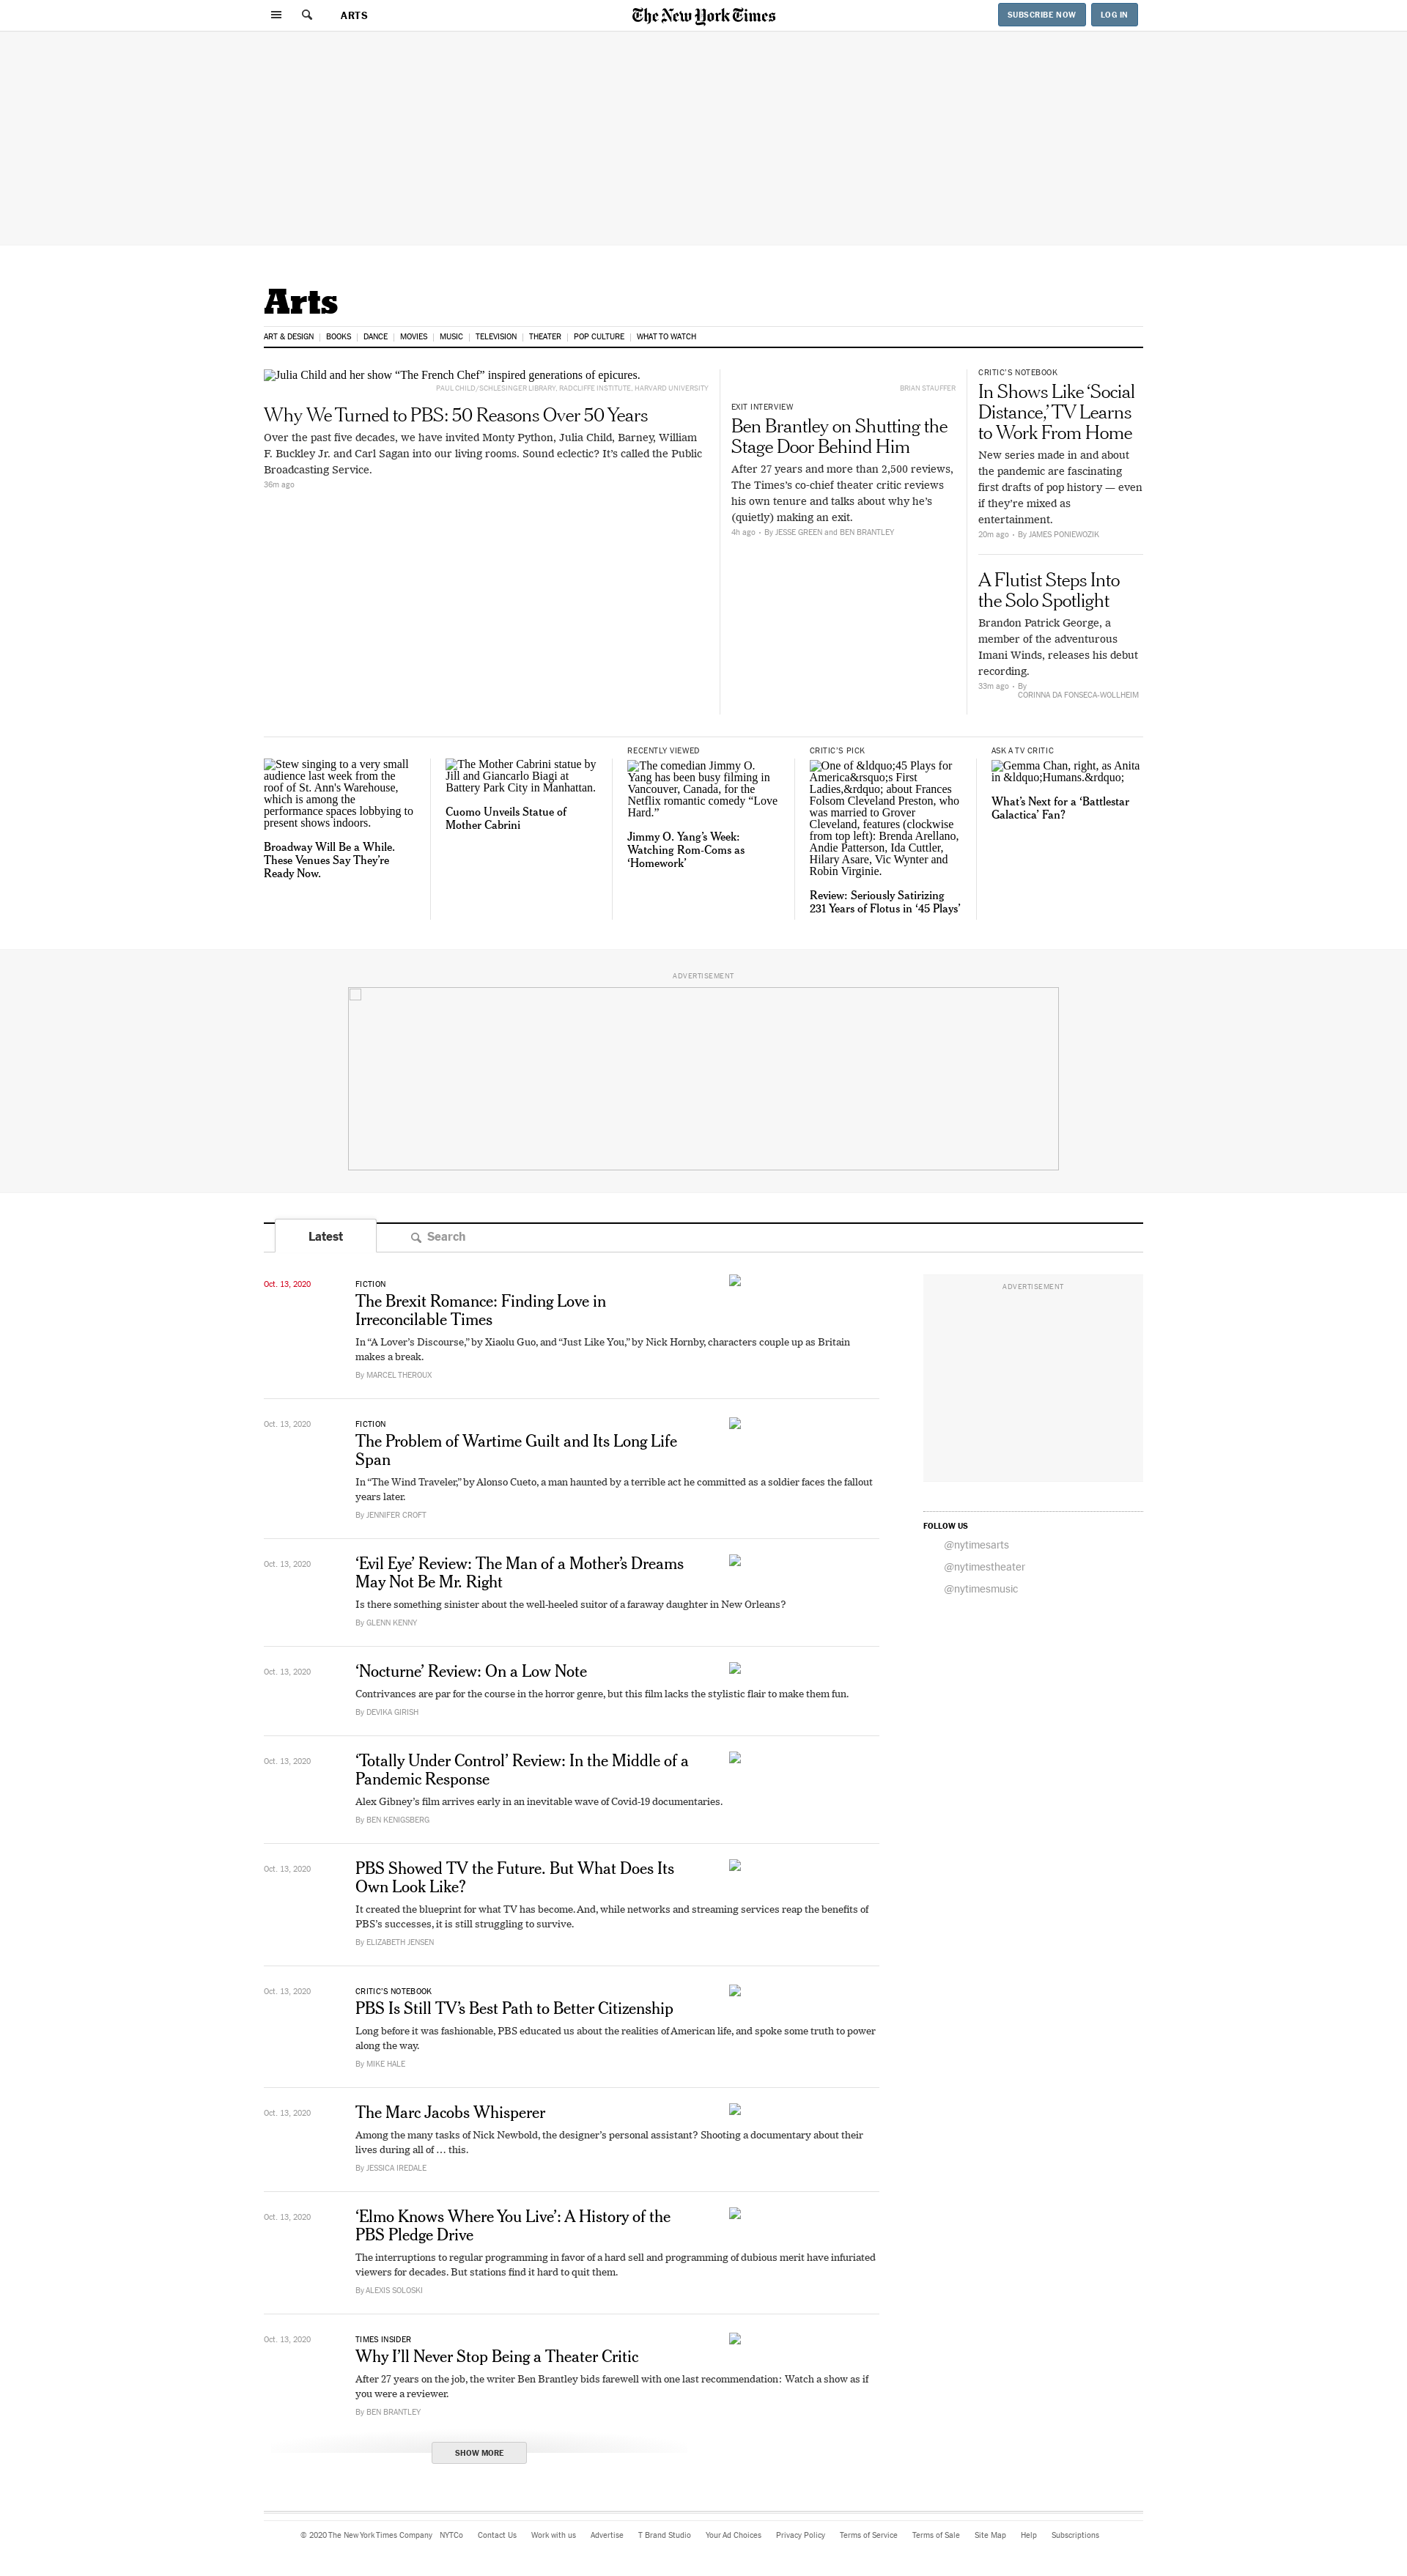 ARTS
The New York Times
SUBSCRIBE NOW
LOG IN
Arts
ART & DESIGN
BOOKS
DANCE
MOVIES
MUSIC
TELEVISION
THEATER
POP CULTURE
WHAT TO WATCH
Julia Child and her show “The French Chef” inspired generations of epicures.
PAUL CHILD/SCHLESINGER LIBRARY, RADCLIFFE INSTITUTE, HARVARD UNIVERSITY
Why We Turned to PBS: 50 Reasons Over 50 Years
Over the past five decades, we have invited Monty Python, Julia Child, Barney, William
F. Buckley Jr. and Carl Sagan into our living rooms. Sound eclectic? It’s called the Public
Broadcasting Service.
36m ago
BRIAN STAUFFER
EXIT INTERVIEW
Ben Brantley on Shutting the
Stage Door Behind Him
After 27 years and more than 2,500 reviews,
The Times’s co-chief theater critic reviews
his own tenure and talks about why he’s
(quietly) making an exit.
4h ago · By JESSE GREEN and BEN BRANTLEY
CRITIC’S NOTEBOOK
In Shows Like ‘Social
Distance,’ TV Learns
to Work From Home
New series made in and about
the pandemic are fascinating
first drafts of pop history — even
if they’re mixed as
entertainment.
20m ago · By JAMES PONIEWOZIK
A Flutist Steps Into
the Solo Spotlight
Brandon Patrick George, a
member of the adventurous
Imani Winds, releases his debut
recording.
33m ago · By
CORINNA DA FONSECA-WOLLHEIM
Stew singing to a very small
audience last week from the
roof of St. Ann's Warehouse,
which is among the
performance spaces lobbying to
present shows indoors.
Broadway Will Be a While.
These Venues Say They’re
Ready Now.
The Mother Cabrini statue by
Jill and Giancarlo Biagi at
Battery Park City in Manhattan.
Cuomo Unveils Statue of
Mother Cabrini
RECENTLY VIEWED
The comedian Jimmy O.
Yang has been busy filming in
Vancouver, Canada, for the
Netflix romantic comedy “Love
Hard.”
Jimmy O. Yang’s Week:
Watching Rom-Coms as
‘Homework’
CRITIC’S PICK
One of &ldquo;45 Plays for
America&rsquo;s First
Ladies,&rdquo; about Frances
Folsom Cleveland Preston, who
was married to Grover
Cleveland, features (clockwise
from top left): Brenda Arellano,
Andie Patterson, Ida Cuttler,
Hilary Asare, Vic Wynter and
Robin Virginie.
Review: Seriously Satirizing
231 Years of Flotus in ‘45 Plays’
ASK A TV CRITIC
Gemma Chan, right, as Anita
in &ldquo;Humans.&rdquo;
What’s Next for a ‘Battlestar
Galactica’ Fan?
ADVERTISEMENT
Latest
Search
Oct. 13, 2020
FICTION
The Brexit Romance: Finding Love in
Irreconcilable Times
In “A Lover’s Discourse,” by Xiaolu Guo, and “Just Like You,” by Nick Hornby, characters couple up as Britain
makes a break.
By MARCEL THEROUX
Oct. 13, 2020
FICTION
The Problem of Wartime Guilt and Its Long Life
Span
In “The Wind Traveler,” by Alonso Cueto, a man haunted by a terrible act he committed as a soldier faces the fallout
years later.
By JENNIFER CROFT
Oct. 13, 2020
‘Evil Eye’ Review: The Man of a Mother’s Dreams
May Not Be Mr. Right
Is there something sinister about the well-heeled suitor of a faraway daughter in New Orleans?
By GLENN KENNY
Oct. 13, 2020
‘Nocturne’ Review: On a Low Note
Contrivances are par for the course in the horror genre, but this film lacks the stylistic flair to make them fun.
By DEVIKA GIRISH
Oct. 13, 2020
‘Totally Under Control’ Review: In the Middle of a
Pandemic Response
Alex Gibney’s film arrives early in an inevitable wave of Covid-19 documentaries.
By BEN KENIGSBERG
Oct. 13, 2020
PBS Showed TV the Future. But What Does Its
Own Look Like?
It created the blueprint for what TV has become. And, while networks and streaming services reap the benefits of
PBS’s successes, it is still struggling to survive.
By ELIZABETH JENSEN
Oct. 13, 2020
CRITIC’S NOTEBOOK
PBS Is Still TV’s Best Path to Better Citizenship
Long before it was fashionable, PBS educated us about the realities of American life, and spoke some truth to power
along the way.
By MIKE HALE
Oct. 13, 2020
The Marc Jacobs Whisperer
Among the many tasks of Nick Newbold, the designer’s personal assistant? Shooting a documentary about their
lives during all of … this.
By JESSICA IREDALE
Oct. 13, 2020
‘Elmo Knows Where You Live’: A History of the
PBS Pledge Drive
The interruptions to regular programming in favor of a hard sell and programming of dubious merit have infuriated
viewers for decades. But stations find it hard to quit them.
By ALEXIS SOLOSKI
Oct. 13, 2020
TIMES INSIDER
Why I’ll Never Stop Being a Theater Critic
After 27 years on the job, the writer Ben Brantley bids farewell with one last recommendation: Watch a show as if
you were a reviewer.
By BEN BRANTLEY
SHOW MORE
ADVERTISEMENT
FOLLOW US
@nytimesarts
@nytimestheater
@nytimesmusic
© 2020 The New York Times Company NYTCo Contact Us Work with us Advertise T Brand Studio Your Ad Choices Privacy Policy Terms of Service Terms of Sale Site Map Help Subscriptions